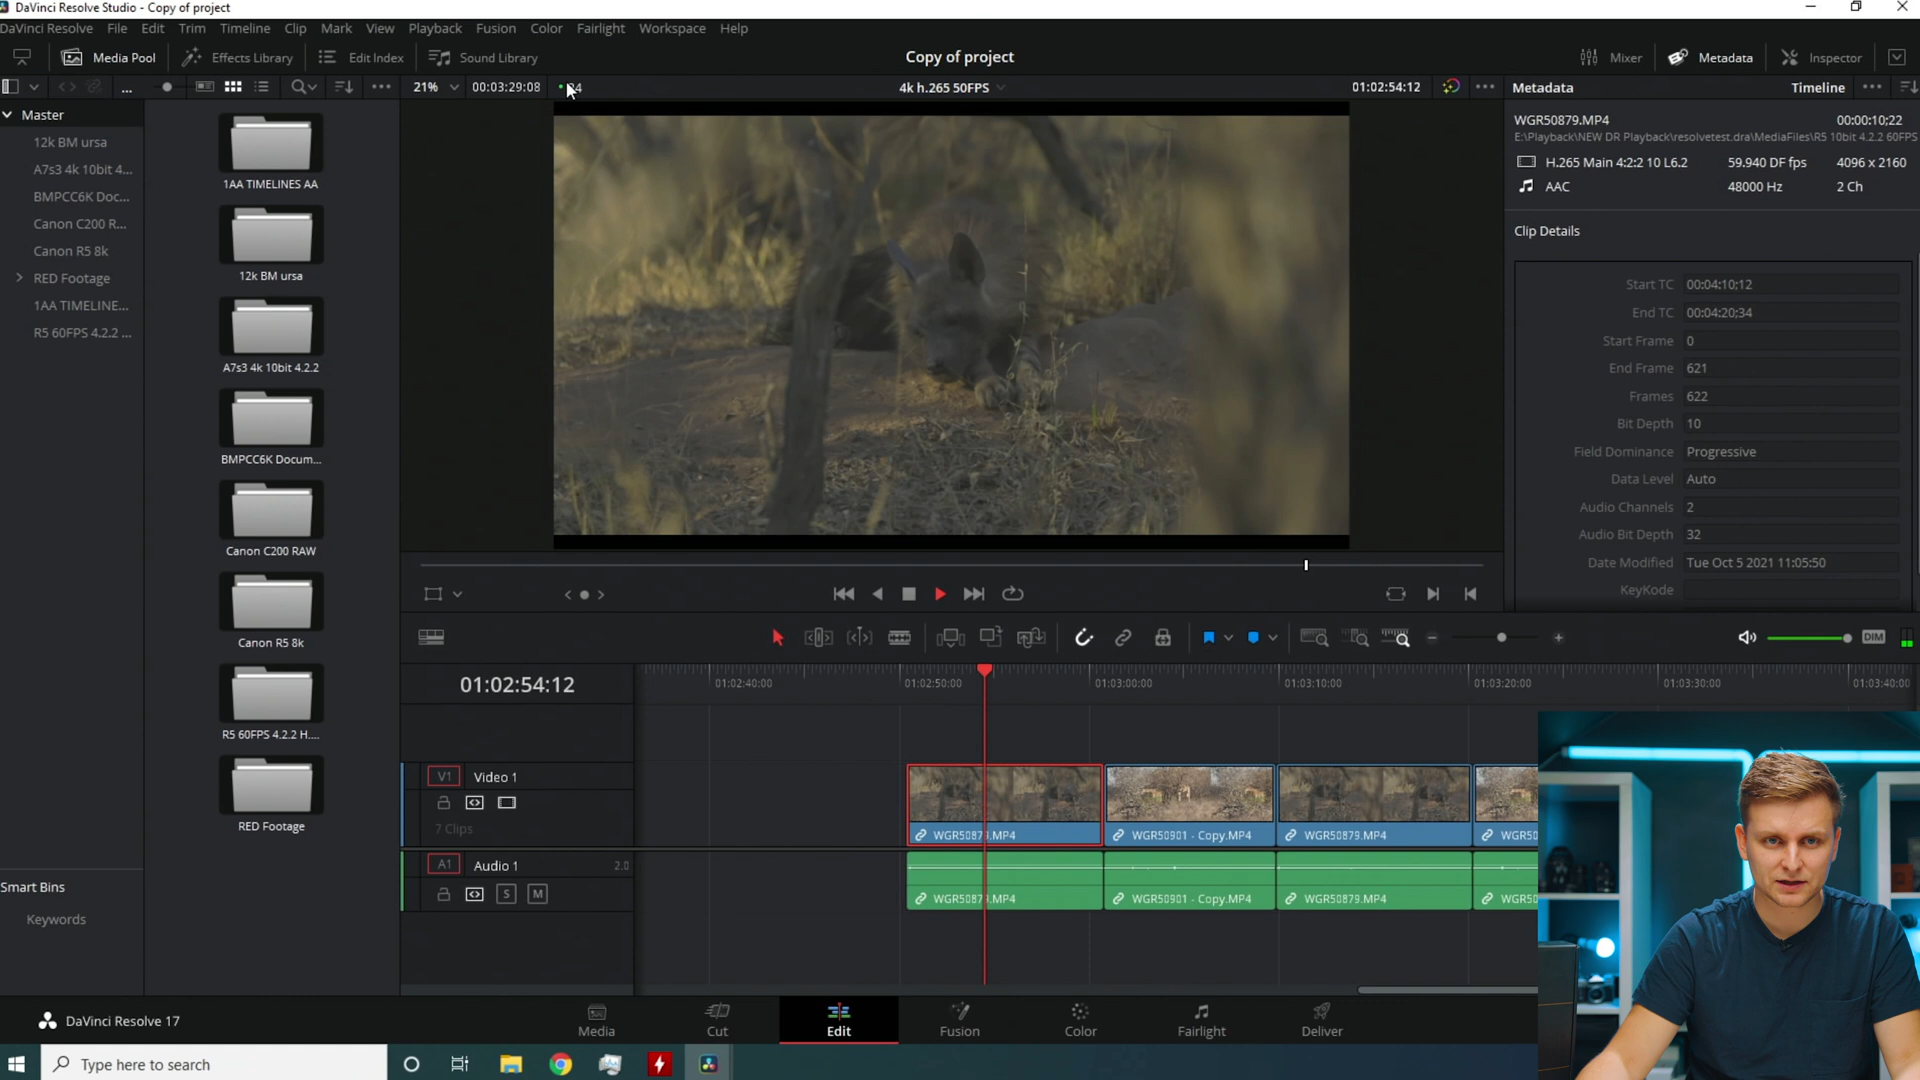 DaVinci Resolve Studio - Copy of project
DaVinci Resolve File Edit Trim Timeline Clip Mark View Playback Fusion Color Fairlight Workspace Help
Media Pool Effects Library Edit Index Sound Library Copy of project Mixer Metadata Inspector
21% 00:03:29:08 4k h.265 50FPS 01:02:54:12 Metadata Timeline
Master
12k BM ursa
A7s3 4k 10bit 4...
BMPCC6K Doc...
Canon C200 R...
Canon R5 8k
RED Footage
1AA TIMELINE...
R5 60FPS 4.2.2 ...
Smart Bins
Keywords
1AA TIMELINES AA
12k BM ursa
A7s3 4k 10bit 4.2.2
BMPCC6K Docum...
Canon C200 RAW
Canon R5 8k
R5 60FPS 4.2.2 H....
RED Footage
WGR50879.MP4 00:00:10;22
E:\Playback\NEW DR Playback\resolvetest.dra\MediaFiles\R5 10bit 4.2.2 60FPS
H.265 Main 4:2:2 10 L6.2 59.940 DF fps 4096 x 2160
AAC 48000 Hz 2 Ch
Clip Details
Start TC 00:04:10;12
End TC 00:04:20;34
Start Frame 0
End Frame 621
Frames 622
Bit Depth 10
Field Dominance Progressive
Data Level Auto
Audio Channels 2
Audio Bit Depth 32
Date Modified Tue Oct 5 2021 11:05:50
KeyKode
DIM
01:02:54:12
01:02:40:00 01:02:50:00 01:03:00:00 01:03:10:00 01:03:20:00 01:03:30:00 01:03:40:00
V1 Video 1
7 Clips
WGR50879.MP4 WGR50901 - Copy.MP4 WGR50879.MP4 WGR50
A1 Audio 1 2.0
S M
WGR50879.MP4 WGR50901 - Copy.MP4 WGR50879.MP4 WGR50
DaVinci Resolve 17
Media Cut Edit Fusion Color Fairlight Deliver
Type here to search